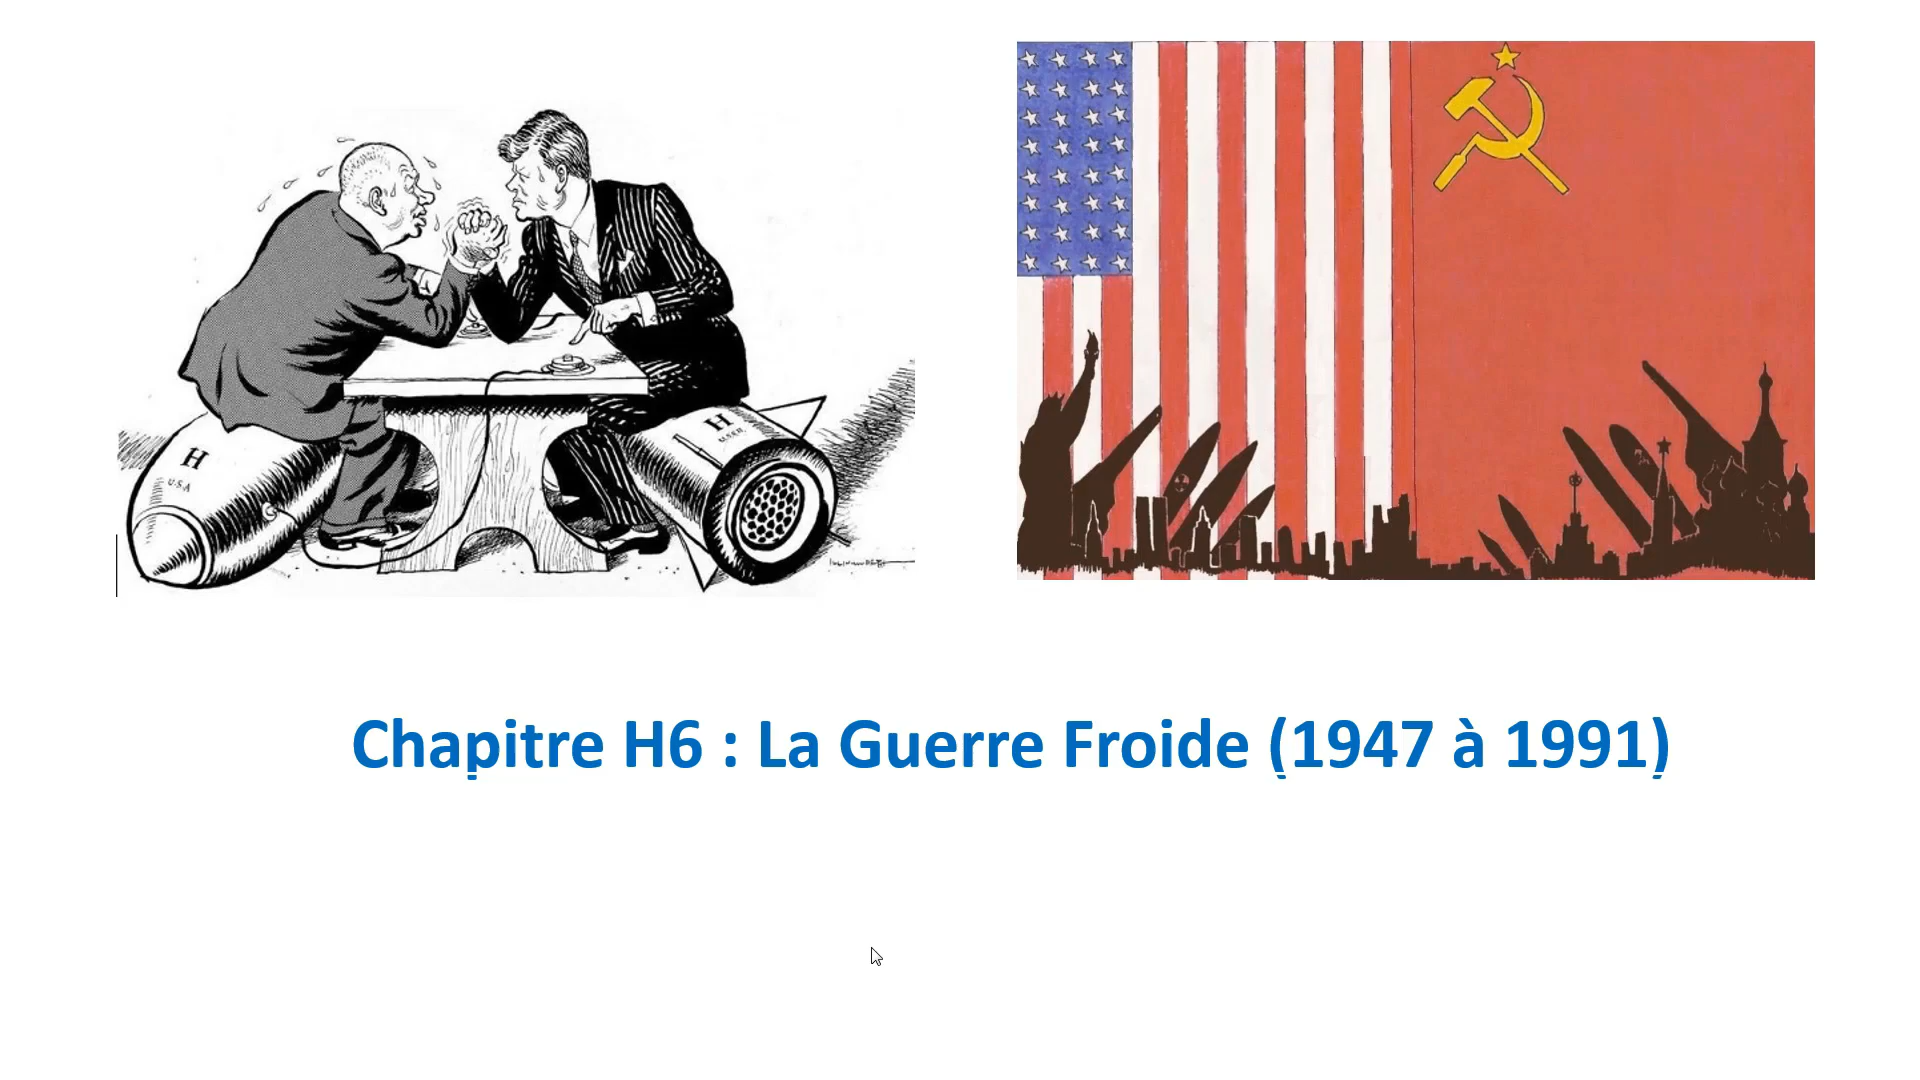 H
U.S.A
H
U.S.S.R.
Chapitre H6 : La Guerre Froide (1947 à 1991)